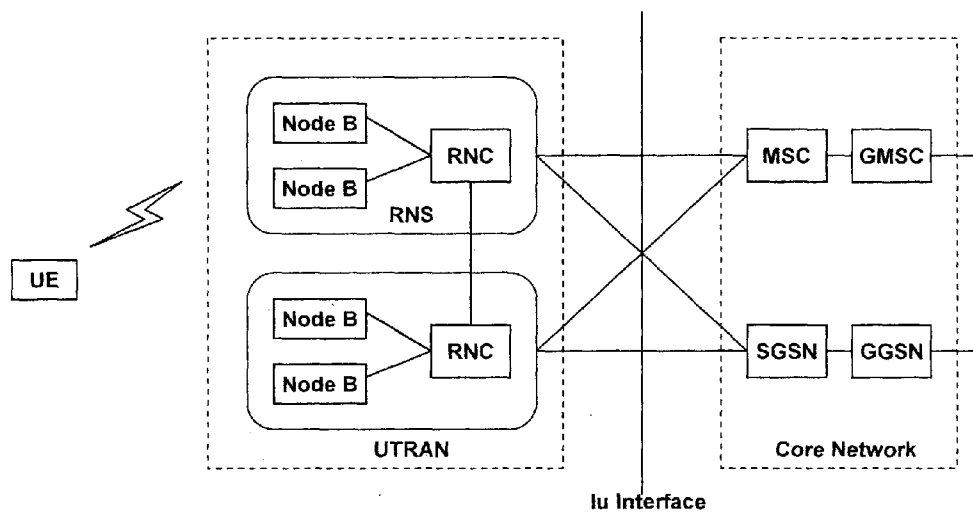 Node B
Node B
RNC
RNS
MSC
GMSC
UE
Node B
Node B
RNC
SGSN
GGSN
UTRAN
Core Network
Iu Interface